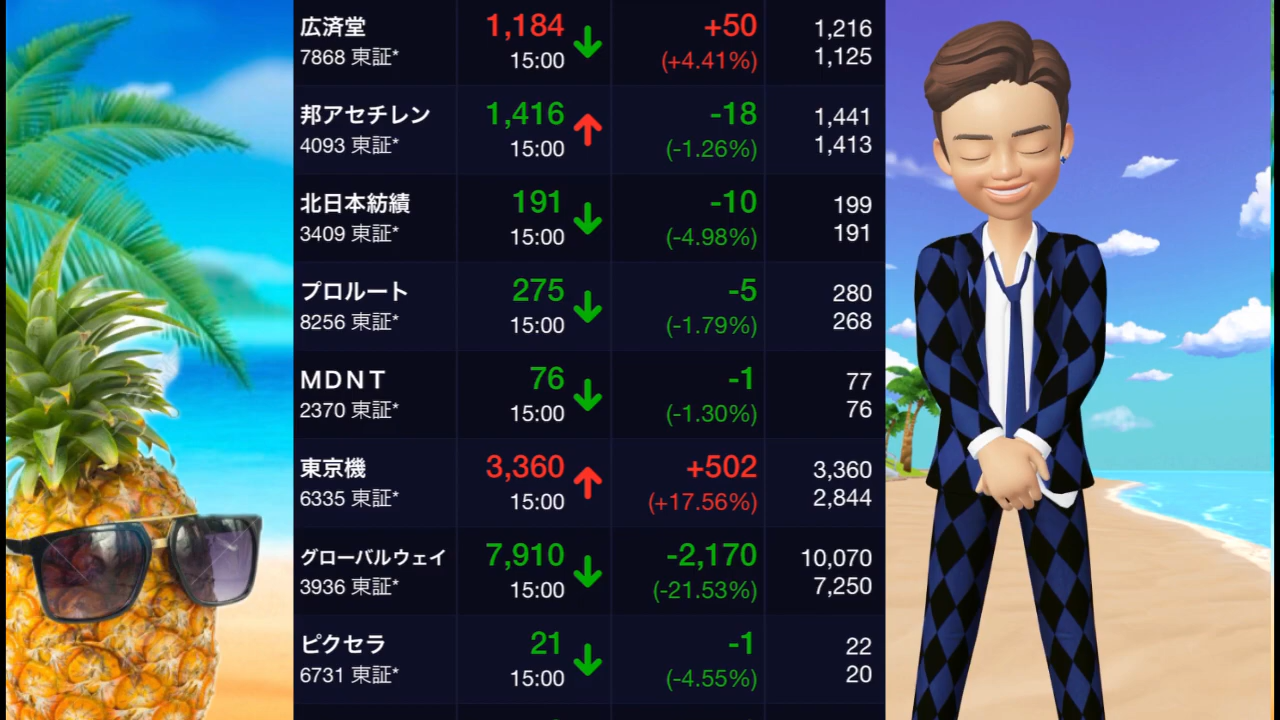 広済堂 1,184 +50 1,216
7868 東証* 15:00 (+4.41%) 1,125
邦アセチレン 1,416 -18 1,441
4093 東証* 15:00 (-1.26%) 1,413
北日本紡績 191 -10 199
3409 東証* 15:00 (-4.98%) 191
プロルート 275 -5 280
8256 東証* 15:00 (-1.79%) 268
MDNT 76 -1 77
2370 東証* 15:00 (-1.30%) 76
東京機 3,360 +502 3,360
6335 東証* 15:00 (+17.56%) 2,844
グローバルウェイ 7,910 -2,170 10,070
3936 東証* 15:00 (-21.53%) 7,250
ピクセラ 21 -1 22
6731 東証* 15:00 (-4.55%) 20